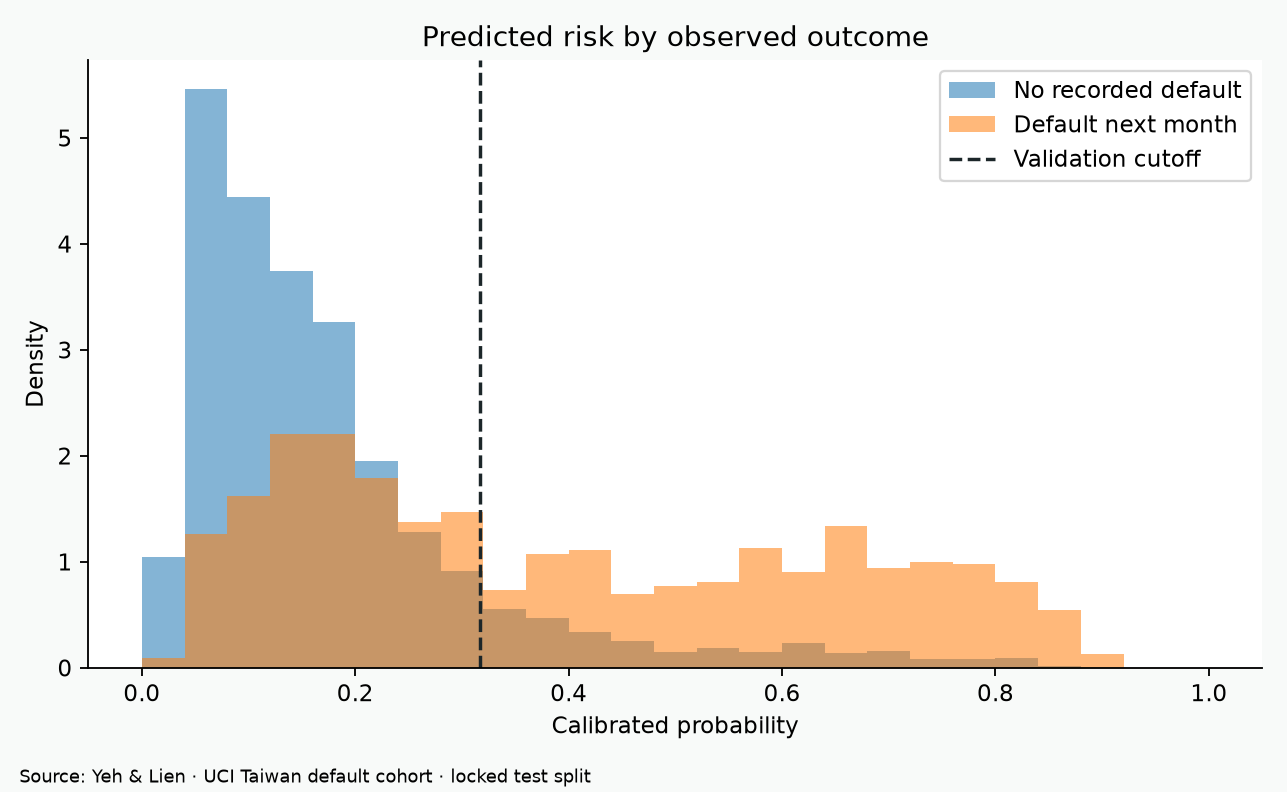 Predicted risk by observed outcome
No recorded default
Default next month
Validation cutoff
Density
5
4
3
2
1
0
0.0 0.2 0.4 0.6 0.8 1.0
Calibrated probability
Source: Yeh & Lien · UCI Taiwan default cohort · locked test split